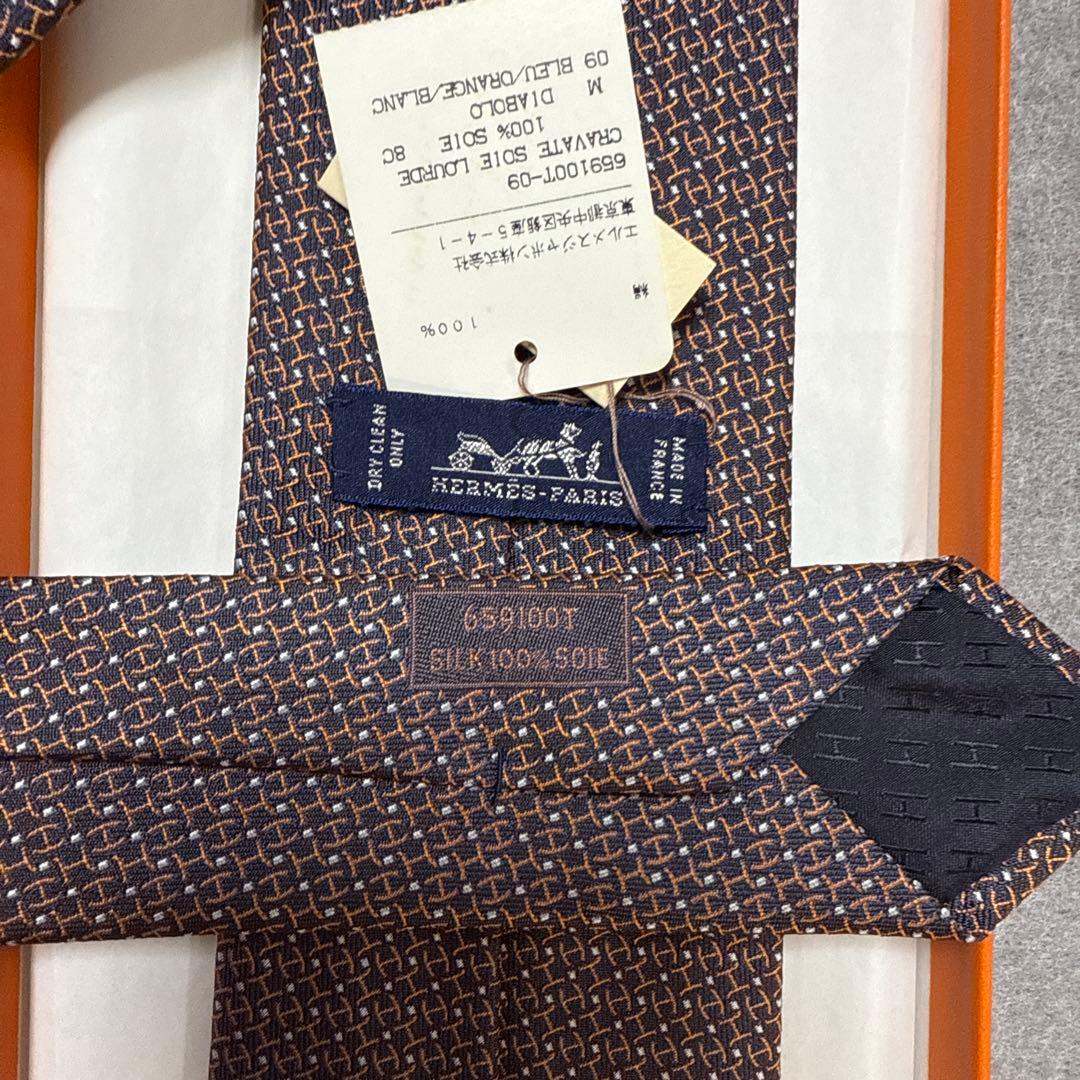 絹 100%
エルメスジャポン株式会社
東京都中央区銀座5-4-1
659100T-09
CRAVATE SOIE LOURDE
100% SOIE 8C
DIABOLO
M
09 BLEU/ORANGE/BLANC
DRY CLEAN
ONLY
HERMÈS-PARIS
MADE IN
FRANCE
659100T
SILK 100% SOIE